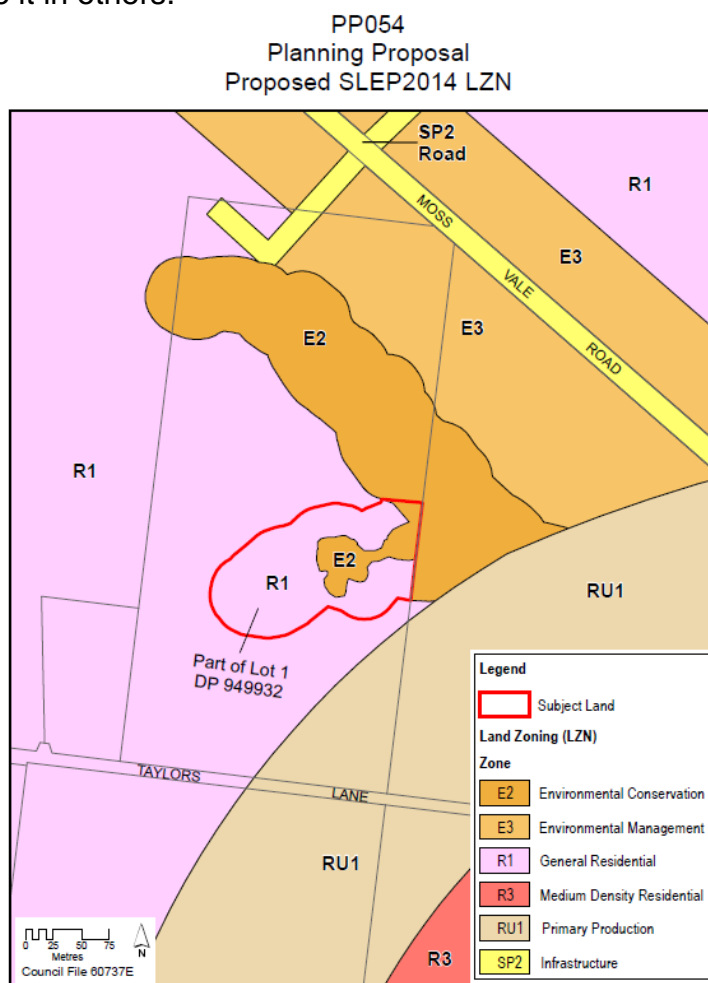 it in others.
PP054
Planning Proposal
Proposed SLEP2014 LZN
SP2
Road
R1
MOSS
VALE
ROAD
E3
E2
E3
R1
E2
R1
RU1
Part of Lot 1
DP 949932
TAYLORS
LANE
RU1
R3
Legend
Subject Land
Land Zoning (LZN)
Zone
E2 Environmental Conservation
E3 Environmental Management
R1 General Residential
R3 Medium Density Residential
RU1 Primary Production
SP2 Infrastructure
0 25 50 75
Metres
N
Council File 60737E